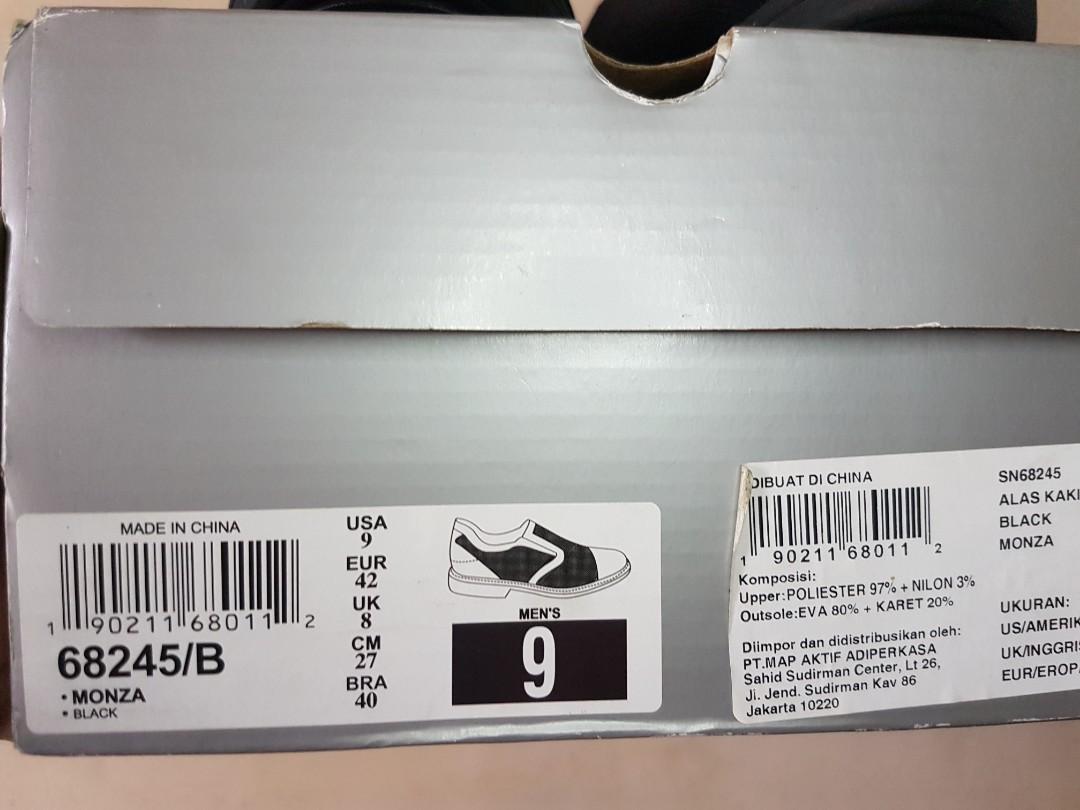 MADE IN CHINA
1 90211 68011 2
68245/B
• MONZA
• BLACK
USA
9
EUR
42
UK
8
CM
27
BRA
40
MEN'S
9
DIBUAT DI CHINA
1 90211 68011 2
Komposisi:
Upper:POLIESTER 97% + NILON 3%
Outsole:EVA 80% + KARET 20%
Diimpor dan didistribusikan oleh:
PT.MAP AKTIF ADIPERKASA
Sahid Sudirman Center, Lt 26,
Jl. Jend. Sudirman Kav 86
Jakarta 10220
SN68245
ALAS KAKI
BLACK
MONZA
UKURAN:
US/AMERIK
UK/INGGRI
EUR/EROP